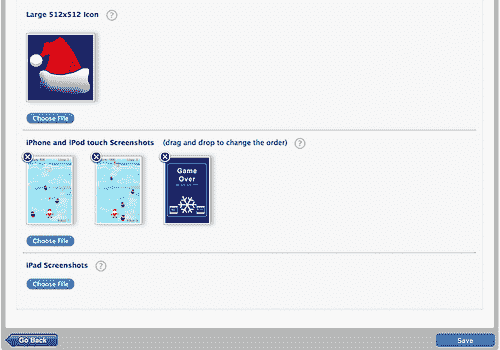 Large 512x512 Icon ?
Choose File
iPhone and iPod touch Screenshots (drag and drop to change the order) ?
Game
Over
Choose File
iPad Screenshots ?
Choose File
Go Back
Save